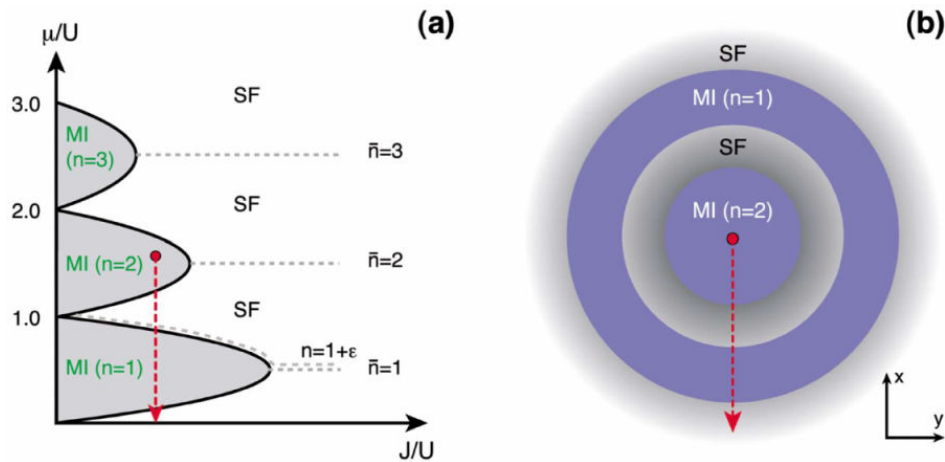 (a)
μ/U
3.0
SF
MI
(n=3)
n̄=3
2.0
SF
MI (n=2)
n̄=2
1.0
SF
n=1+ε
MI (n=1)
n̄=1
J/U
(b)
SF
MI (n=1)
SF
MI (n=2)
x
y